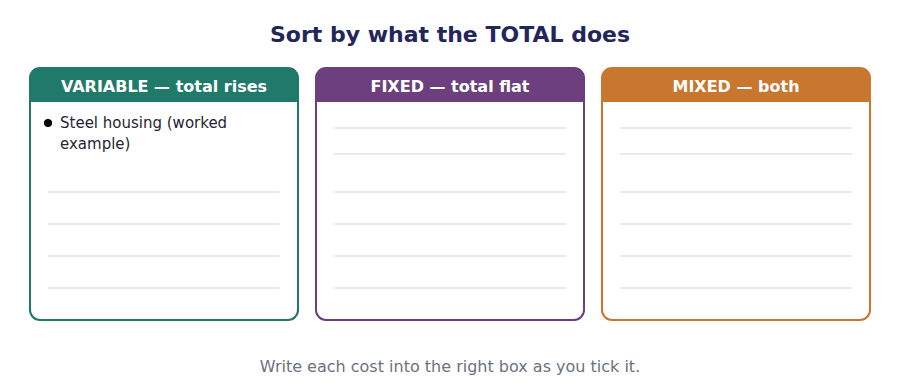 Sort by what the TOTAL does
VARIABLE — total rises
FIXED — total flat
MIXED — both
Steel housing (worked
example)
Write each cost into the right box as you tick it.